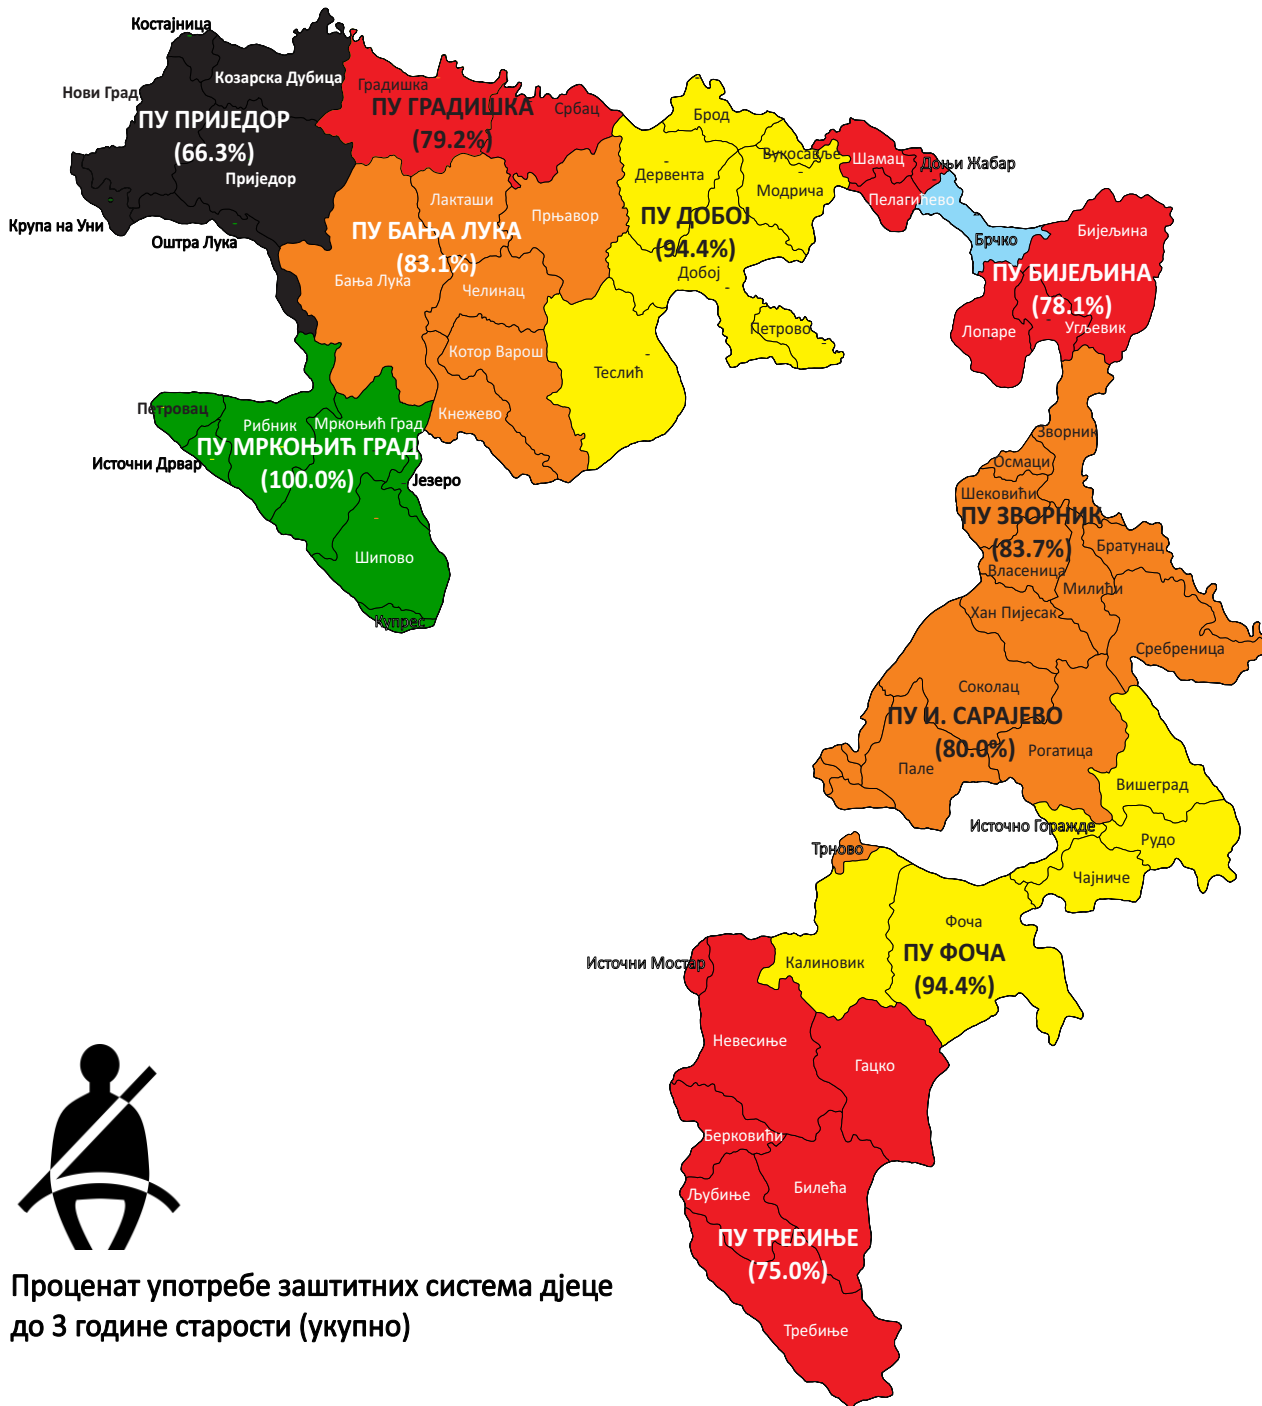 Костајница
Козарска Дубица
Нови Град
ПУ ПРИЈЕДОР
(66.3%)
Приједор
Крупа на Уни
Оштра Лука
Градишка
ПУ ГРАДИШКА
(79.2%)
Србац
Лакташи
Прњавор
ПУ БАЊА ЛУКА
(83.1%)
Бања Лука
Челинац
Котор Варош
Кнежево
Брод
Вукосавље
Дервента
Модрича
ПУ ДОБОЈ
(94.4%)
Добој
Петрово
Теслић
Шамац
Доњи Жабар
Пелагићево
Брчко
Бијељина
ПУ БИЈЕЉИНА
(78.1%)
Лопаре
Угљевик
Петровац
Рибник
Мркоњић Град
ПУ МРКОЊИЋ ГРАД
(100.0%)
Источни Дрвар
Језеро
Шипово
Купрес
Зворник
Осмаци
Шековићи
ПУ ЗВОРНИК
(83.7%)
Братунац
Власеница
Милићи
Хан Пијесак
Сребреница
Соколац
ПУ И. САРАЈЕВО
(80.0%)
Рогатица
Пале
Вишеград
Источно Горажде
Рудо
Трново
Чајниче
Фоча
ПУ ФОЧА
(94.4%)
Калиновик
Источни Мостар
Невесиње
Гацко
Берковићи
Љубиње
Билећа
ПУ ТРЕБИЊЕ
(75.0%)
Требиње
Проценат употребе заштитних система дјеце
до 3 године старости (укупно)